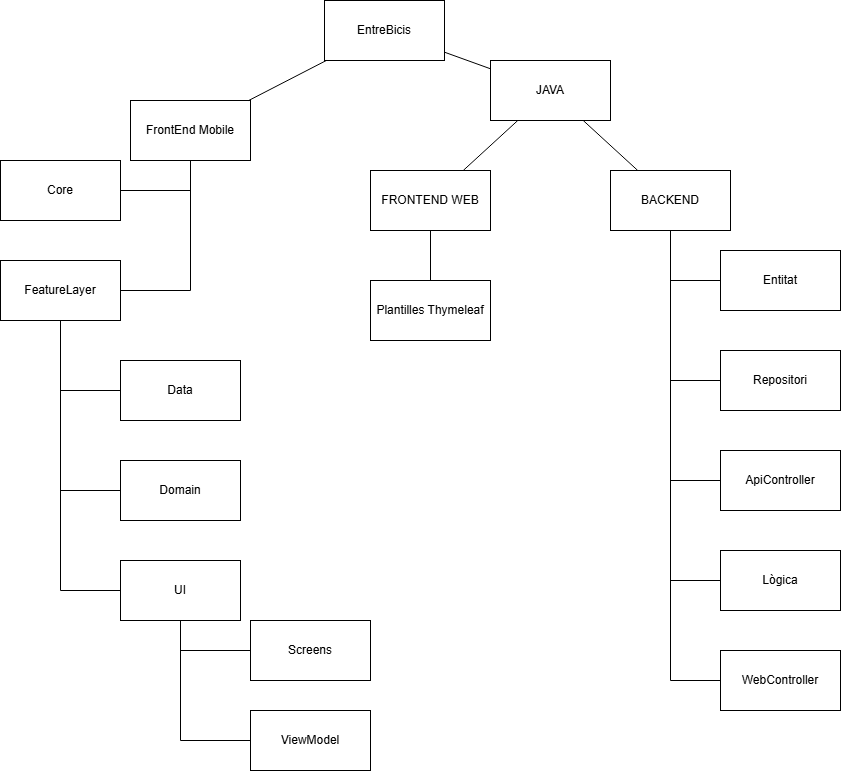 EntreBicis
JAVA
FrontEnd Mobile
Core
FRONTEND WEB
BACKEND
FeatureLayer
Entitat
Plantilles Thymeleaf
Data
Repositori
Domain
ApiController
UI
Lògica
Screens
WebController
ViewModel